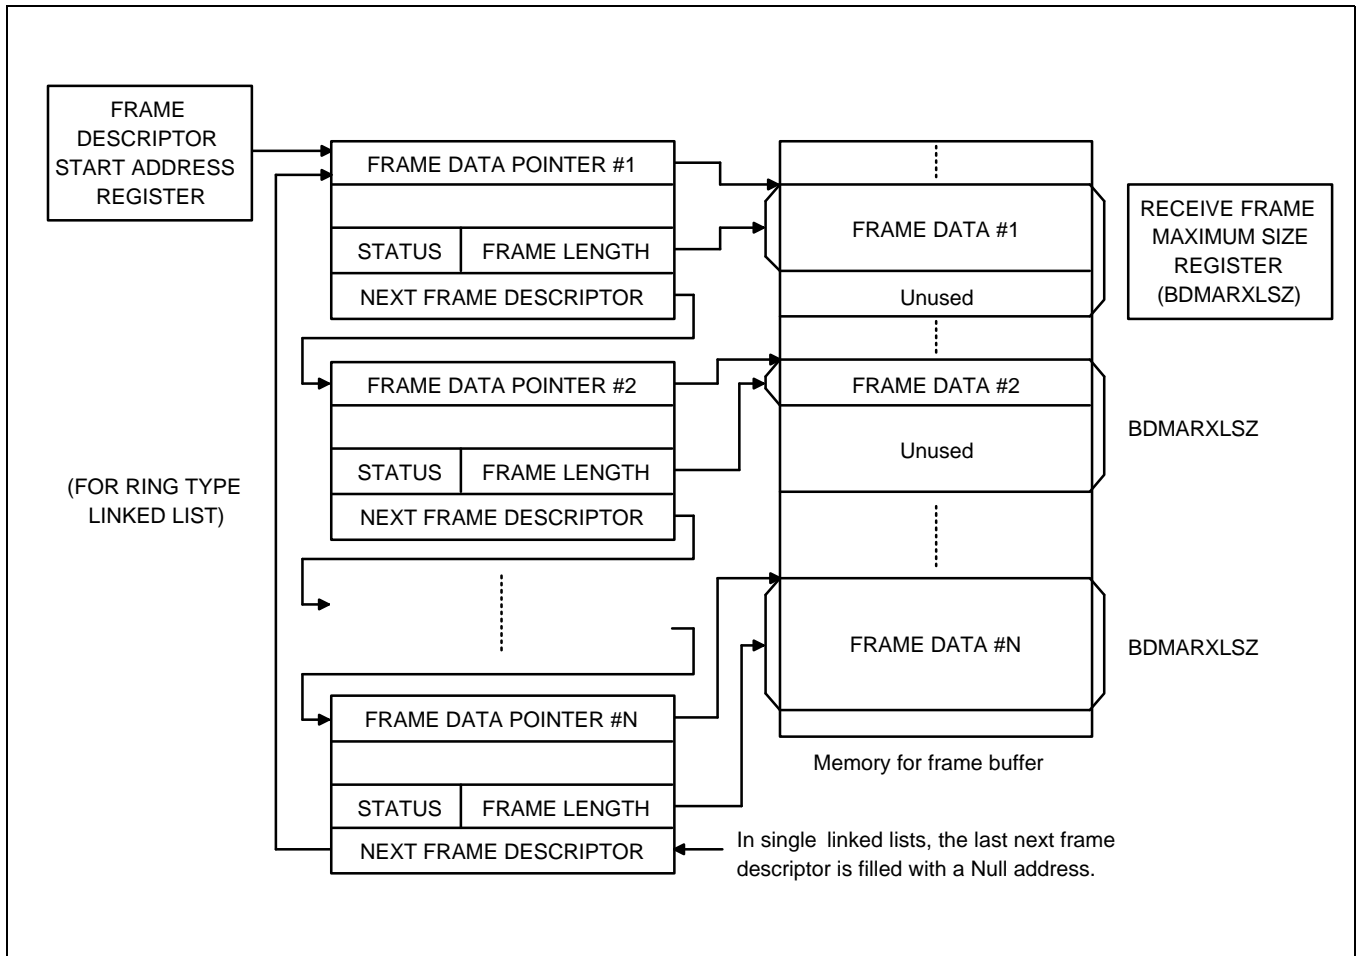 FRAME
DESCRIPTOR
START ADDRESS
REGISTER
FRAME DATA POINTER #1
STATUS
FRAME LENGTH
NEXT FRAME DESCRIPTOR
FRAME DATA #1
Unused
RECEIVE FRAME
MAXIMUM SIZE
REGISTER
(BDMARXLSZ)
FRAME DATA POINTER #2
STATUS
FRAME LENGTH
NEXT FRAME DESCRIPTOR
FRAME DATA #2
Unused
BDMARXLSZ
(FOR RING TYPE
LINKED LIST)
FRAME DATA POINTER #N
STATUS
FRAME LENGTH
NEXT FRAME DESCRIPTOR
FRAME DATA #N
BDMARXLSZ
Memory for frame buffer
In single linked lists, the last next frame
descriptor is filled with a Null address.